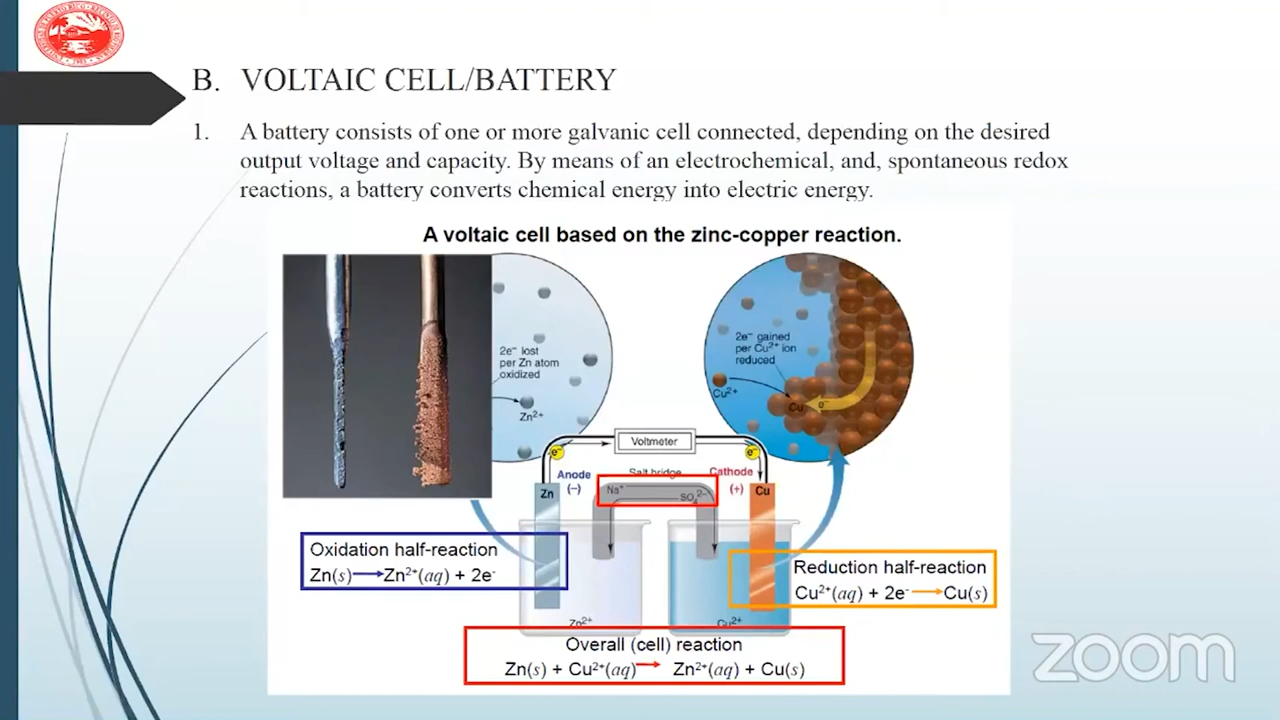 B. VOLTAIC CELL/BATTERY
1. A battery consists of one or more galvanic cell connected, depending on the desired
output voltage and capacity. By means of an electrochemical, and, spontaneous redox
reactions, a battery converts chemical energy into electric energy.
A voltaic cell based on the zinc-copper reaction.
2e⁻ lost
per Zn atom
oxidized
Zn²⁺
2e⁻ gained
per Cu²⁺ ion
reduced
Cu²⁺
Cu
e⁻
Voltmeter
e⁻
e⁻
Anode
(−)
Salt bridge
Cathode
(+)
Zn
Na⁺
SO₄²⁻
Cu
Oxidation half-reaction
Zn(s) ⟶ Zn²⁺(aq) + 2e⁻
Reduction half-reaction
Cu²⁺(aq) + 2e⁻ ⟶ Cu(s)
Zn²⁺
Cu²⁺
Overall (cell) reaction
Zn(s) + Cu²⁺(aq) → Zn²⁺(aq) + Cu(s)
zoom